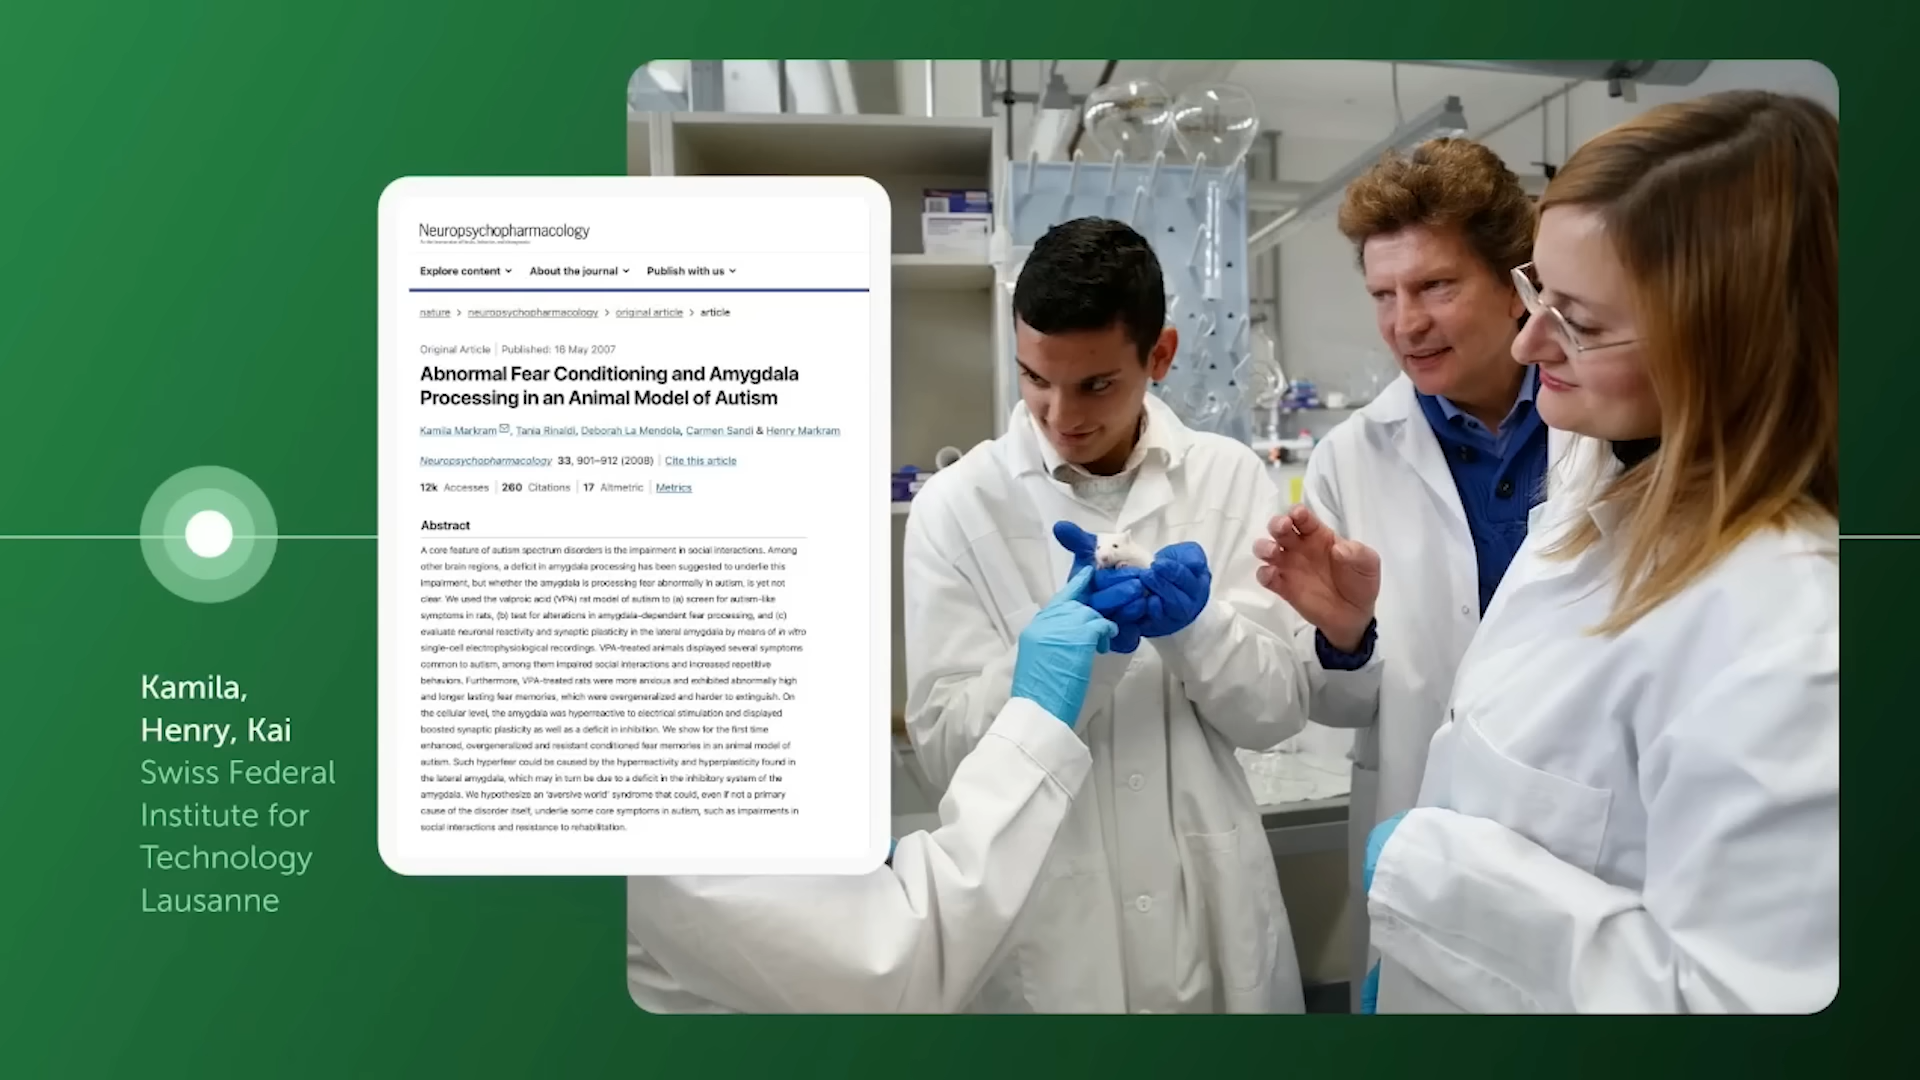 Neuropsychopharmacology
Explore content
About the journal
Publish with us
nature > neuropsychopharmacology > original article > article
Original Article | Published: 16 May 2007
Abnormal Fear Conditioning and Amygdala
Processing in an Animal Model of Autism
Kamila Markram, Tania Rinaldi, Deborah La Mendola, Carmen Sandi & Henry Markram
Neuropsychopharmacology 33, 901–912 (2008) | Cite this article
12k Accesses | 260 Citations | 17 Altmetric | Metrics
Abstract
A core feature of autism spectrum disorders is the impairment in social interactions. Among
other brain regions, a deficit in amygdala processing has been suggested to underlie this
impairment, but whether the amygdala is processing fear abnormally in autism, is yet not
clear. We used the valproic acid (VPA) rat model of autism to (a) screen for autism-like
symptoms in rats, (b) test for alterations in amygdala-dependent fear processing, and (c)
evaluate neuronal reactivity and synaptic plasticity in the lateral amygdala by means of in vitro
single-cell electrophysiological recordings. VPA-treated animals displayed several symptoms
common to autism, among them impaired social interactions and increased repetitive
behaviors. Furthermore, VPA-treated rats were more anxious and exhibited abnormally high
and longer lasting fear memories, which were overgeneralized and harder to extinguish. On
the cellular level, the amygdala was hyperreactive to electrical stimulation and displayed
boosted synaptic plasticity as well as a deficit in inhibition. We show for the first time
enhanced, overgeneralized and resistant conditioned fear memories in an animal model of
autism. Such hyperfear could be caused by the hyperreactivity and hyperplasticity found in
the lateral amygdala, which may in turn be due to a deficit in the inhibitory system of the
amygdala. We hypothesize an 'aversive world' syndrome that could, even if not a primary
cause of the disorder itself, underlie some core symptoms in autism, such as impairments in
social interactions and resistance to rehabilitation.
Kamila,
Henry, Kai
Swiss Federal
Institute for
Technology
Lausanne